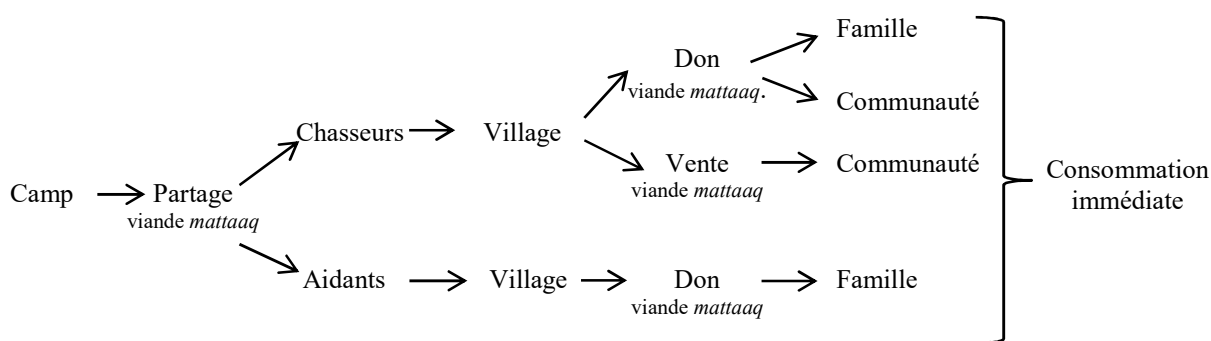 Famille
Don
viande mattaaq.
Communauté
Chasseurs
Village
Vente
viande mattaaq
Communauté
Consommation
immédiate
Camp
Partage
viande mattaaq
Aidants
Village
Don
viande mattaaq
Famille